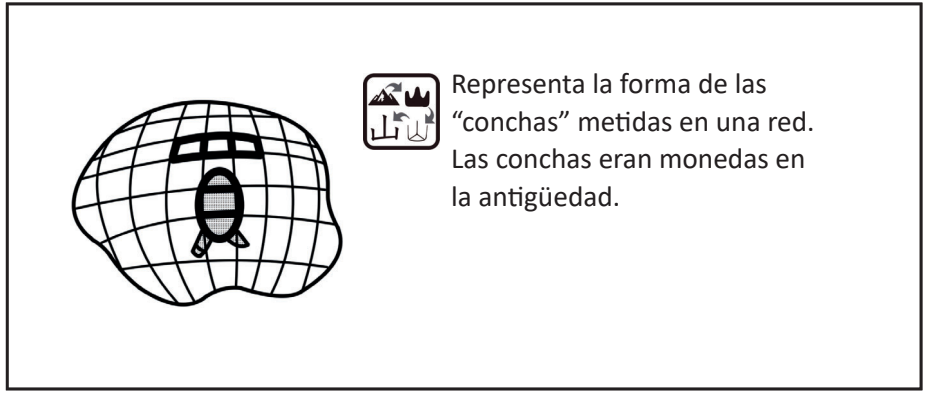 Representa la forma de las
“conchas” metidas en una red.
Las conchas eran monedas en
la antigüedad.